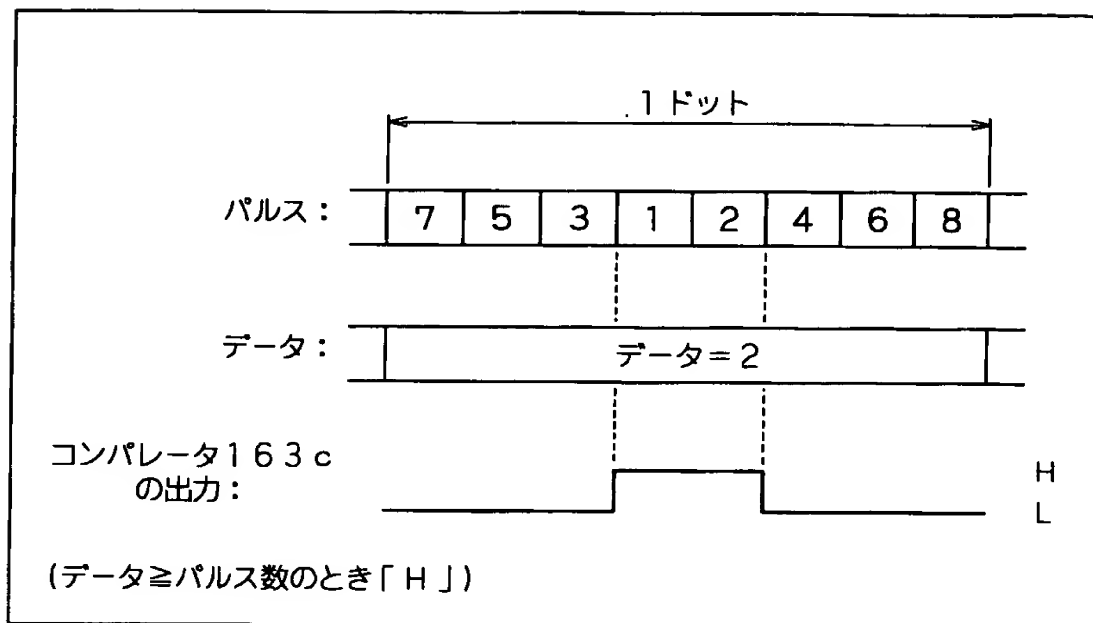 1ドット
パルス： 7 5 3 1 2 4 6 8
データ： データ＝2
コンパレータ163c
の出力：
H
L
(データ≧パルス数のとき「H」)